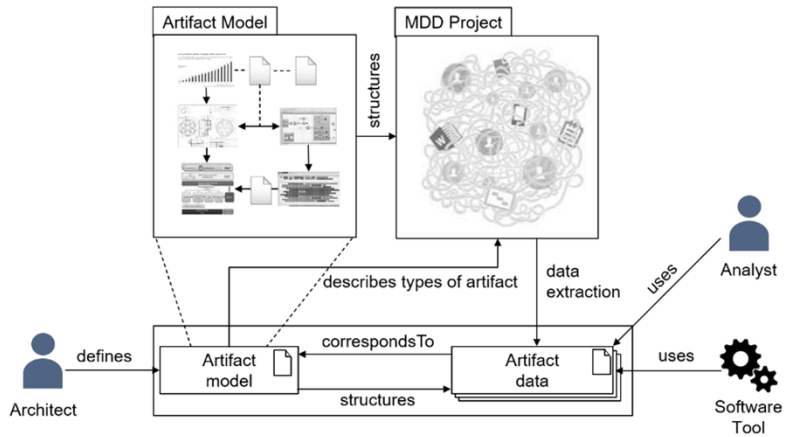 Artifact Model
MDD Project
structures
describes types of artifact
data
extraction
uses
Analyst
defines
Artifact
model
correspondsTo
structures
Artifact
data
uses
Architect
Software
Tool